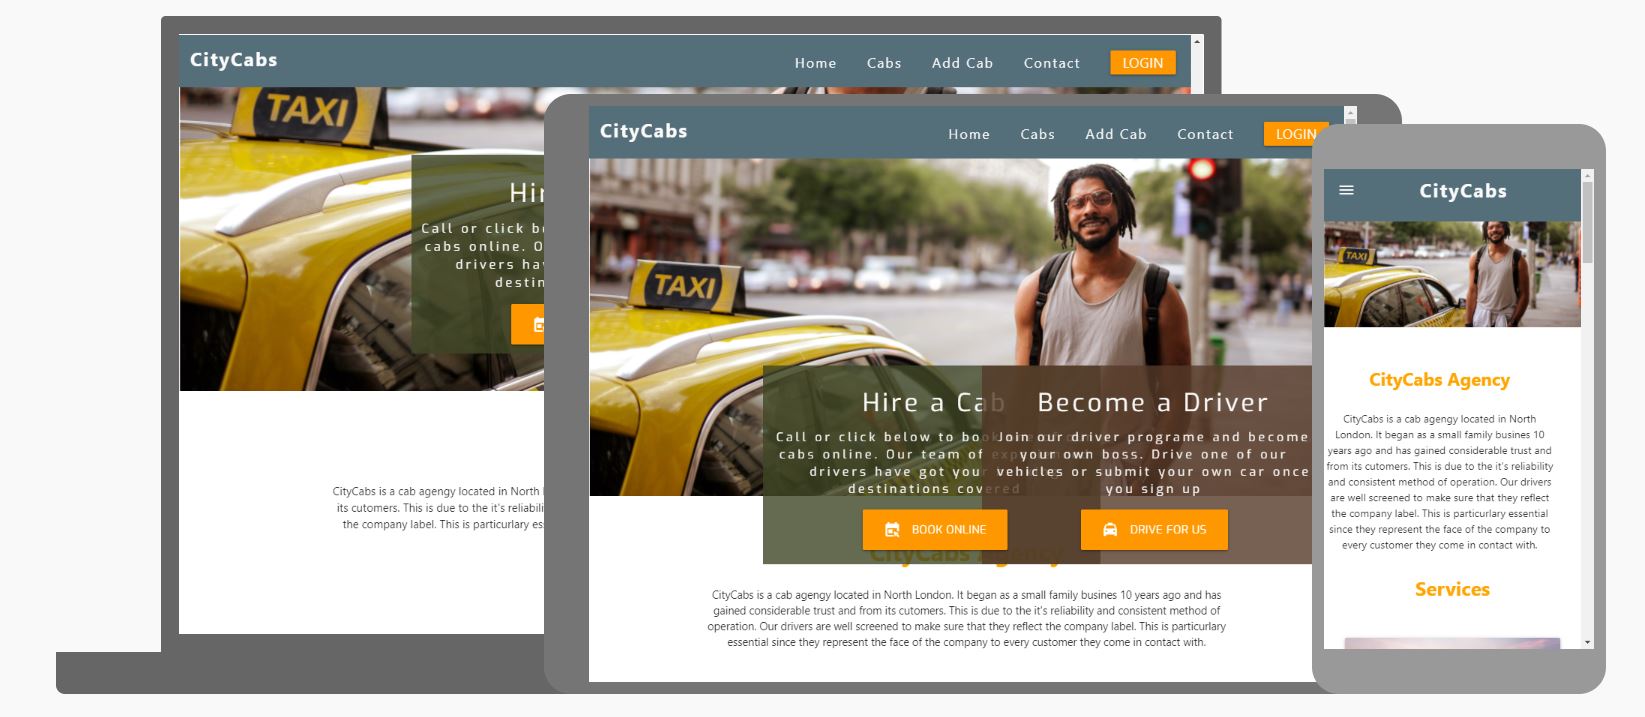 CityCabs
Home Cabs Add Cab Contact LOGIN
TAXI
Hir
Call or click be
cabs online. O
drivers hav
destin
CityCabs is a cab agengy located in North L
its cutomers. This is due to the it's reliabili
the company label. This is particurlary ess
CityCabs
Home Cabs Add Cab Contact LOGIN
TAXI
Hire a Cab
Call or click below to book
cabs online. Our team of experienced
drivers have got your
destinations covered
BOOK ONLINE
Become a Driver
Join our driver programe and become
your own boss. Drive one of our
vehicles or submit your own car once
you sign up
DRIVE FOR US
CityCabs Agency
CityCabs is a cab agengy located in North London. It began as a small family busines 10 years ago and has
gained considerable trust and from its cutomers. This is due to the it's reliability and consistent method of
operation. Our drivers are well screened to make sure that they reflect the company label. This is particurlary
essential since they represent the face of the company to every customer they come in contact with.
CityCabs
TAXI
CityCabs Agency
CityCabs is a cab agengy located in North
London. It began as a small family busines 10
years ago and has gained considerable trust and
from its cutomers. This is due to the it's reliability
and consistent method of operation. Our drivers
are well screened to make sure that they reflect
the company label. This is particurlary essential
since they represent the face of the company to
every customer they come in contact with.
Services